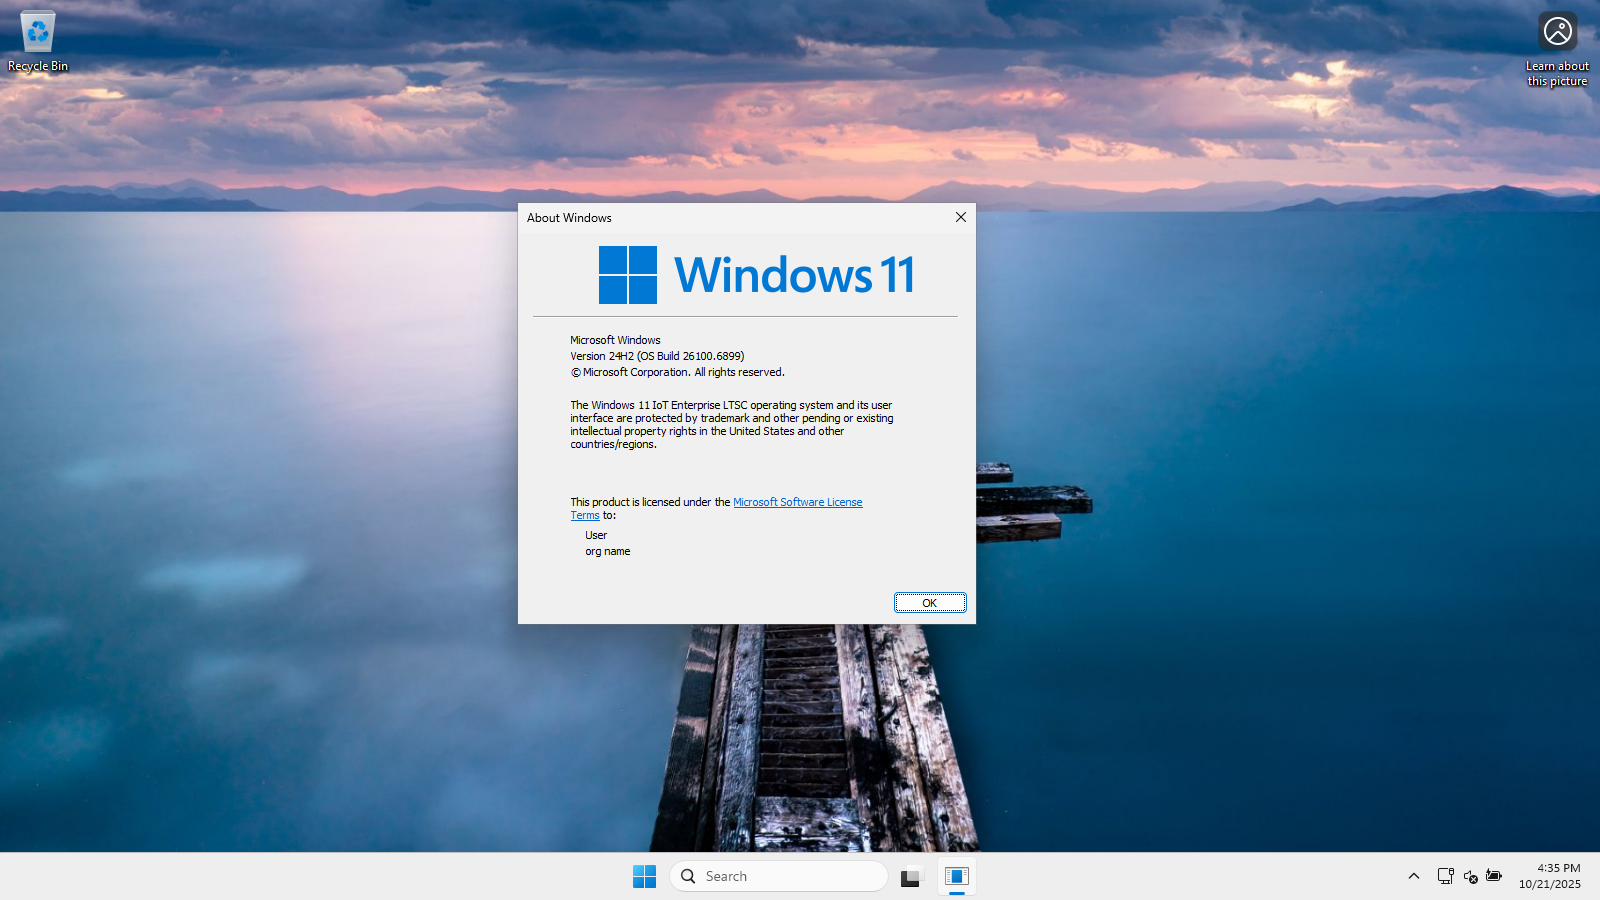 Recycle Bin
Learn about
this picture
About Windows
Windows 11
Microsoft Windows
Version 24H2 (OS Build 26100.6899)
© Microsoft Corporation. All rights reserved.
The Windows 11 IoT Enterprise LTSC operating system and its user
interface are protected by trademark and other pending or existing
intellectual property rights in the United States and other
countries/regions.
This product is licensed under the Microsoft Software License
Terms to:
User
org name
OK
Search
4:35 PM
10/21/2025